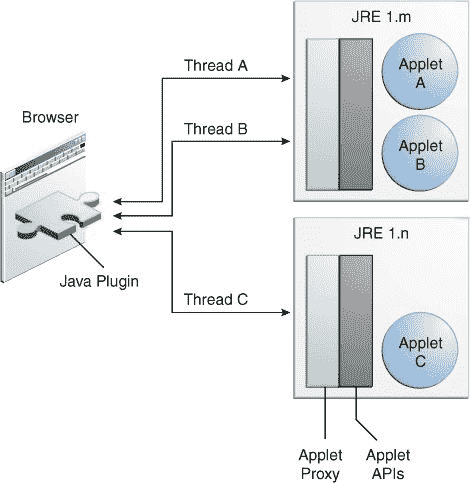 JRE 1.m
Applet
A
Thread A
Thread B
Applet
B
Browser
JRE 1.n
Java Plugin
Thread C
Applet
C
Applet
Proxy
Applet
APIs